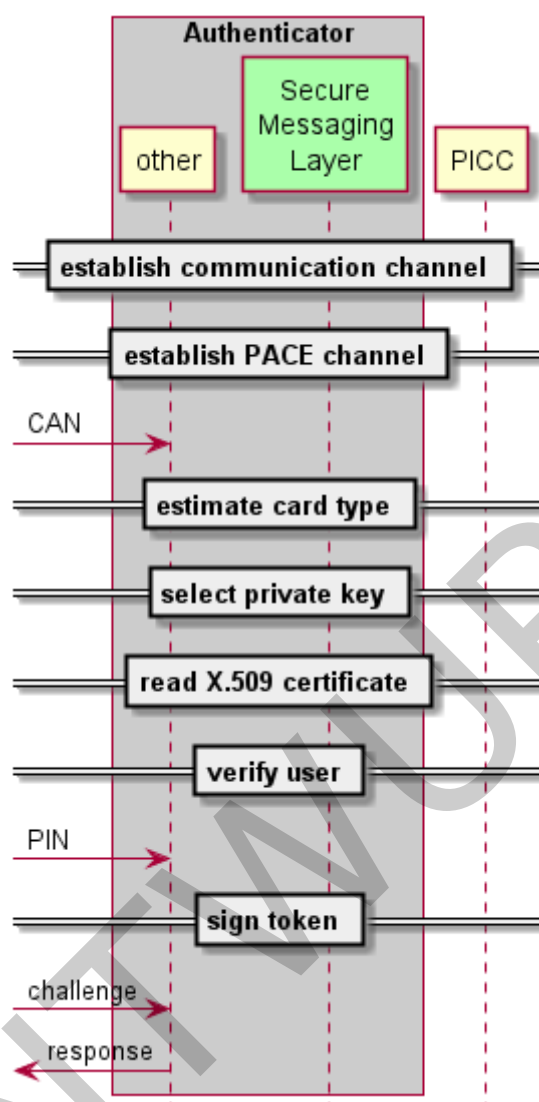 Authenticator
other
Secure
Messaging
Layer
PICC
establish communication channel
establish PACE channel
CAN
estimate card type
select private key
read X.509 certificate
verify user
PIN
sign token
challenge
response